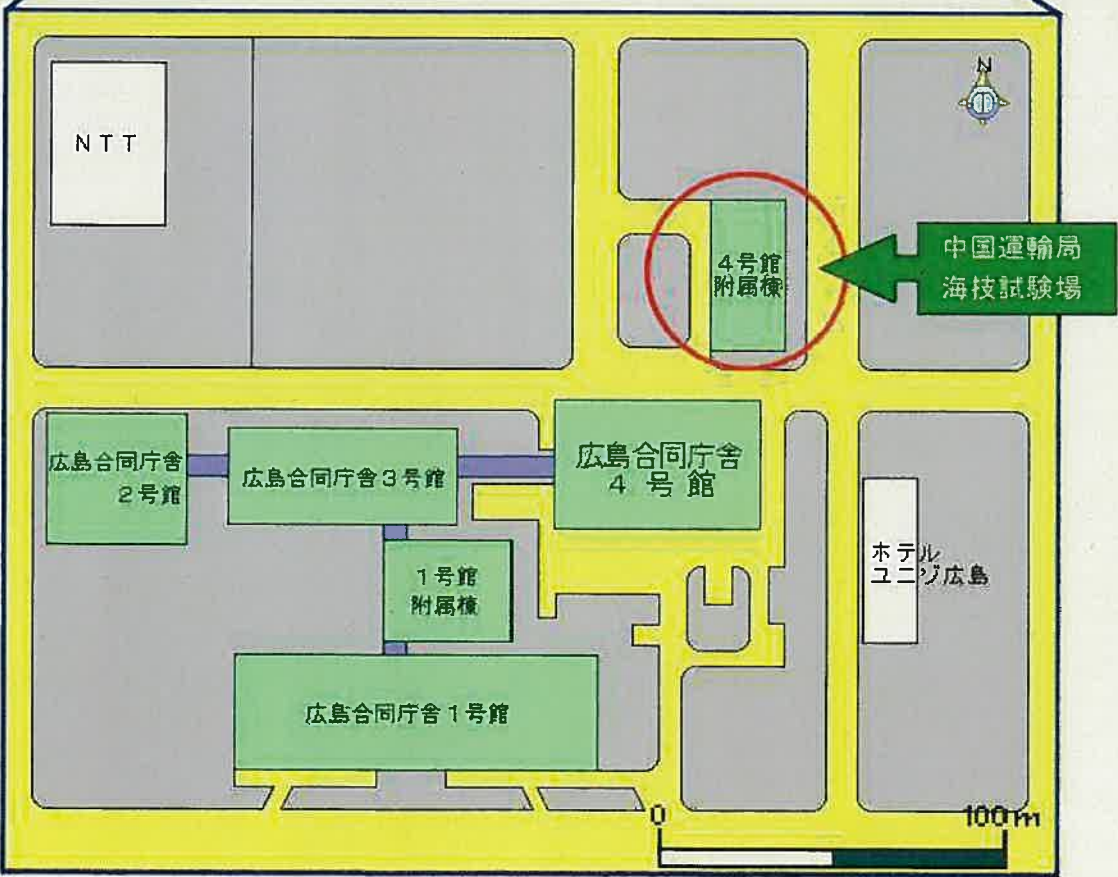 N
NTT
4号館
附属棟
中国運輸局
海技試験場
広島合同庁舎
2号館
広島合同庁舎3号館
広島合同庁舎
4号館
1号館
附属棟
ホテル
ユニゾ広島
広島合同庁舎1号館
0
100m